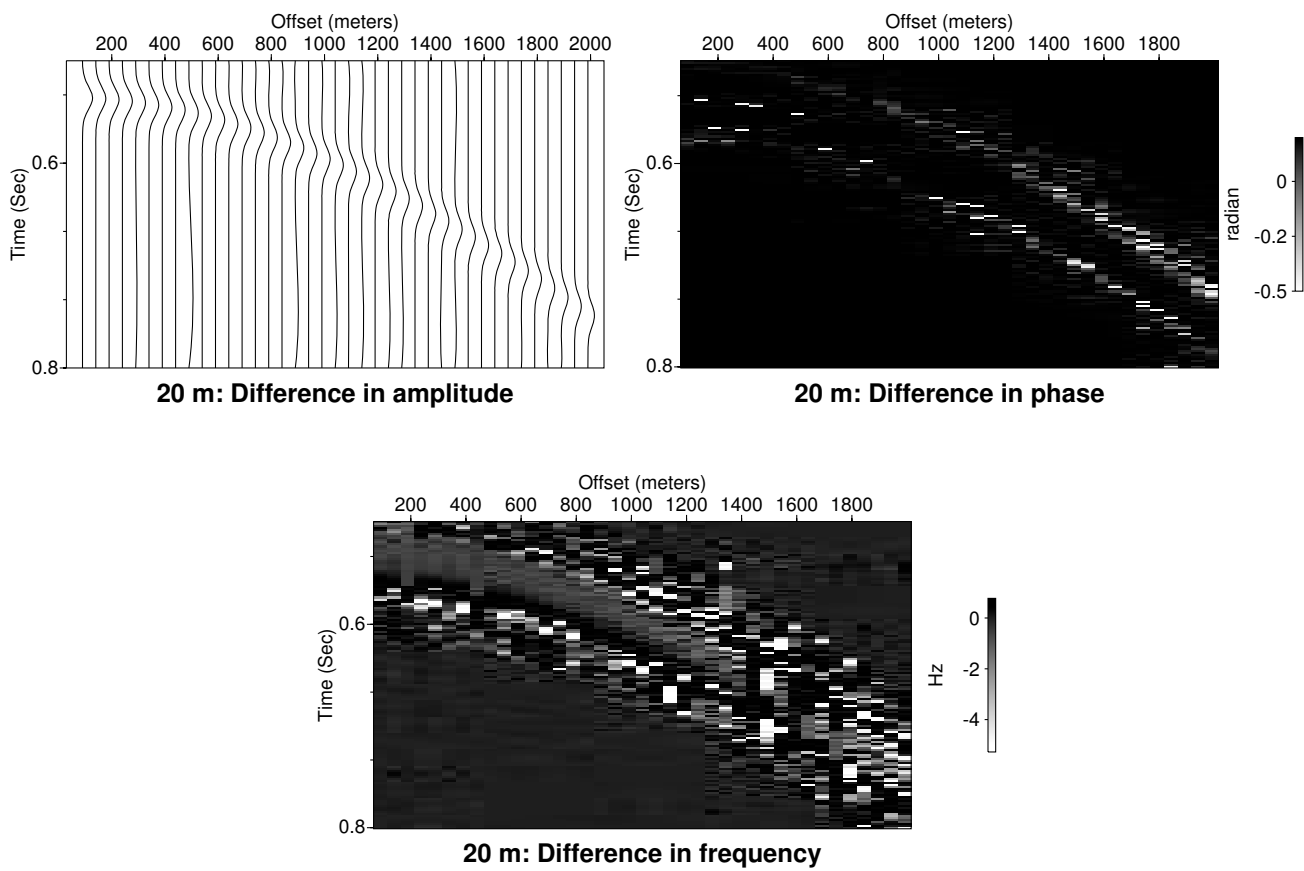 Offset (meters)
200 400 600 800 1000 1200 1400 1600 1800 2000
Time (Sec)
0.6
0.8
20 m: Difference in amplitude
Offset (meters)
200 400 600 800 1000 1200 1400 1600 1800
Time (Sec)
0.6
0.8
0
-0.2
-0.5
radian
20 m: Difference in phase
Offset (meters)
200 400 600 800 1000 1200 1400 1600 1800
Time (Sec)
0.6
0.8
0
-2
-4
Hz
20 m: Difference in frequency